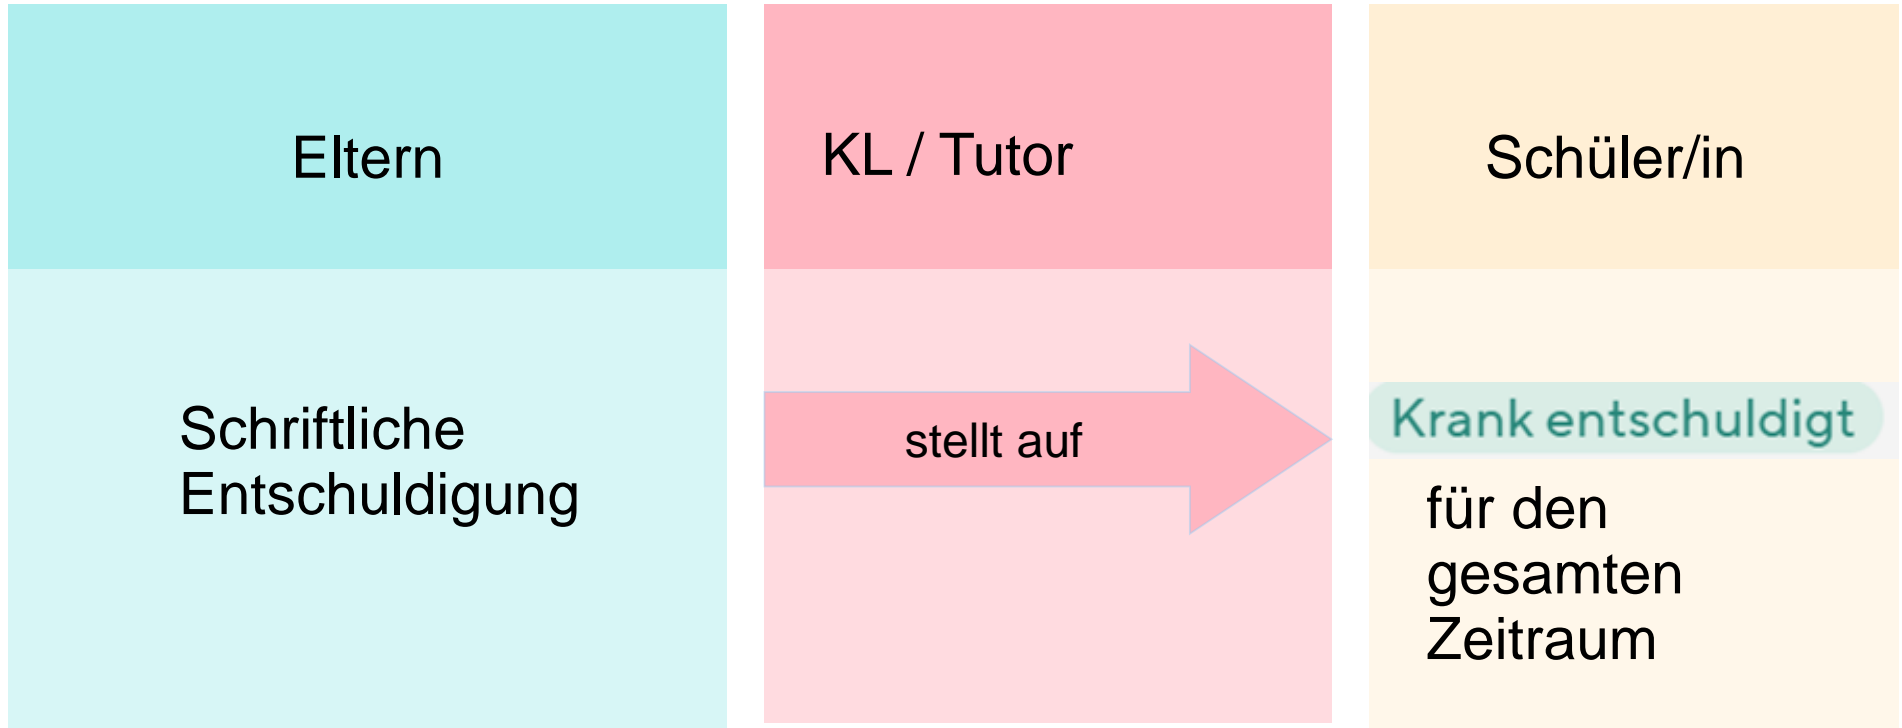 Eltern
KL / Tutor
Schüler/in
Schriftliche
Entschuldigung
stellt auf
Krank entschuldigt
für den
gesamten
Zeitraum